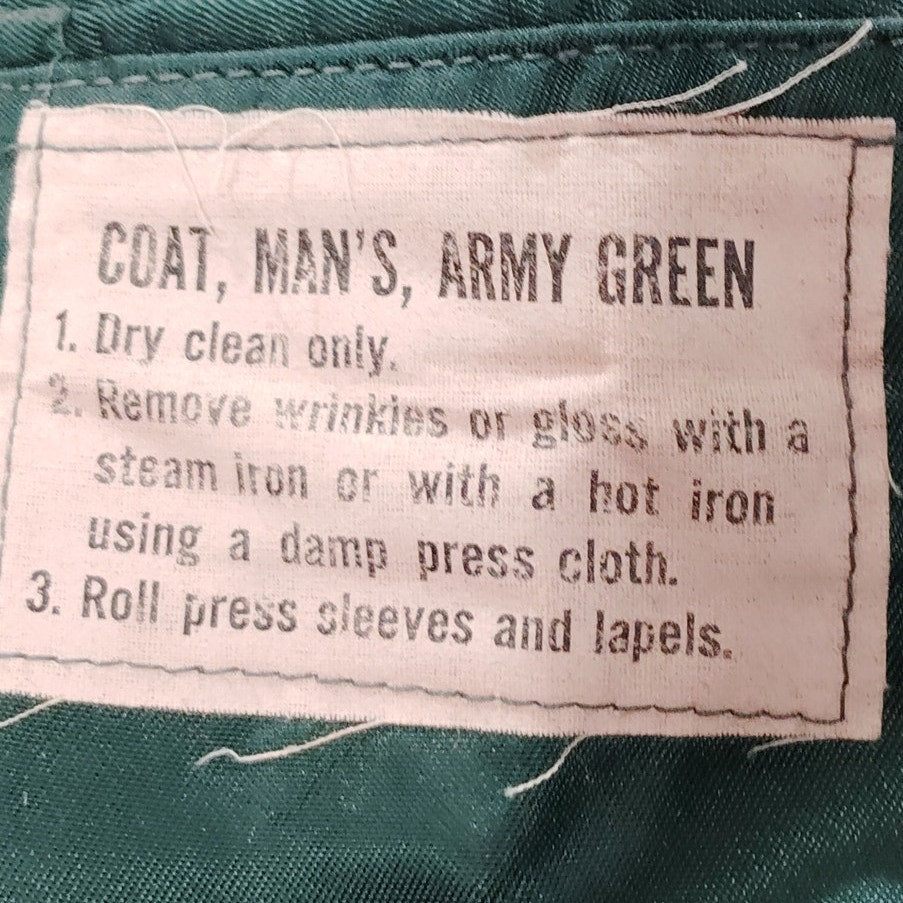 COAT, MAN'S, ARMY GREEN
1. Dry clean only.
2. Remove wrinkles or gloss with a
steam iron or with a hot iron
using a damp press cloth.
3. Roll press sleeves and lapels.